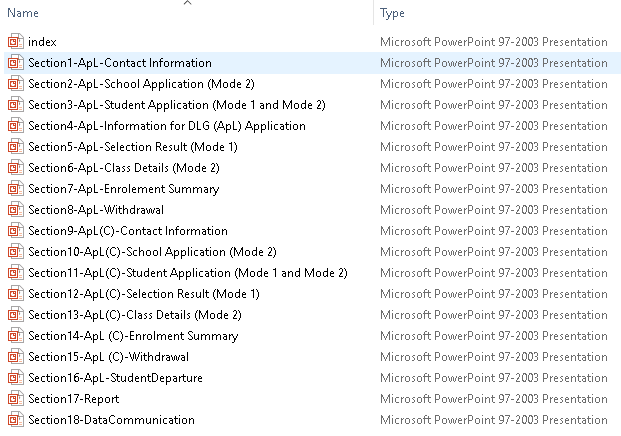 Name Type
index Microsoft PowerPoint 97-2003 Presentation
Section1-ApL-Contact Information Microsoft PowerPoint 97-2003 Presentation
Section2-ApL-School Application (Mode 2) Microsoft PowerPoint 97-2003 Presentation
Section3-ApL-Student Application (Mode 1 and Mode 2) Microsoft PowerPoint 97-2003 Presentation
Section4-ApL-Information for DLG (ApL) Application Microsoft PowerPoint 97-2003 Presentation
Section5-ApL-Selection Result (Mode 1) Microsoft PowerPoint 97-2003 Presentation
Section6-ApL-Class Details (Mode 2) Microsoft PowerPoint 97-2003 Presentation
Section7-ApL-Enrolement Summary Microsoft PowerPoint 97-2003 Presentation
Section8-ApL-Withdrawal Microsoft PowerPoint 97-2003 Presentation
Section9-ApL(C)-Contact Information Microsoft PowerPoint 97-2003 Presentation
Section10-ApL(C)-School Application (Mode 2) Microsoft PowerPoint 97-2003 Presentation
Section11-ApL(C)-Student Application (Mode 1 and Mode 2) Microsoft PowerPoint 97-2003 Presentation
Section12-ApL(C)-Selection Result (Mode 1) Microsoft PowerPoint 97-2003 Presentation
Section13-ApL(C)-Class Details (Mode 2) Microsoft PowerPoint 97-2003 Presentation
Section14-ApL (C)-Enrolment Summary Microsoft PowerPoint 97-2003 Presentation
Section15-ApL (C)-Withdrawal Microsoft PowerPoint 97-2003 Presentation
Section16-ApL-StudentDeparture Microsoft PowerPoint 97-2003 Presentation
Section17-Report Microsoft PowerPoint 97-2003 Presentation
Section18-DataCommunication Microsoft PowerPoint 97-2003 Presentation